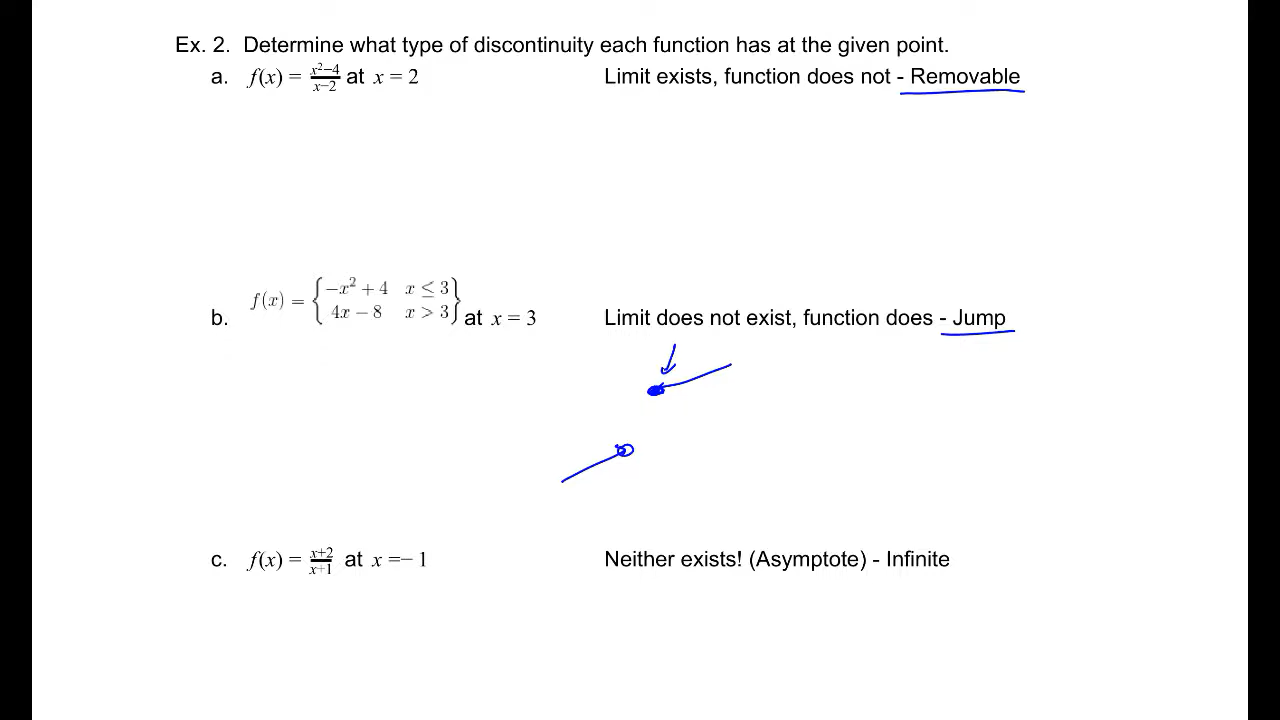 Ex. 2. Determine what type of discontinuity each function has at the given point.
a. f(x) = \frac{x²−4}{x−2} at x = 2 Limit exists, function does not - Removable
b. f(x) = { −x² + 4 x ≤ 3
4x − 8 x > 3 } at x = 3 Limit does not exist, function does - Jump
c. f(x) = \frac{x+2}{x+1} at x =− 1 Neither exists! (Asymptote) - Infinite